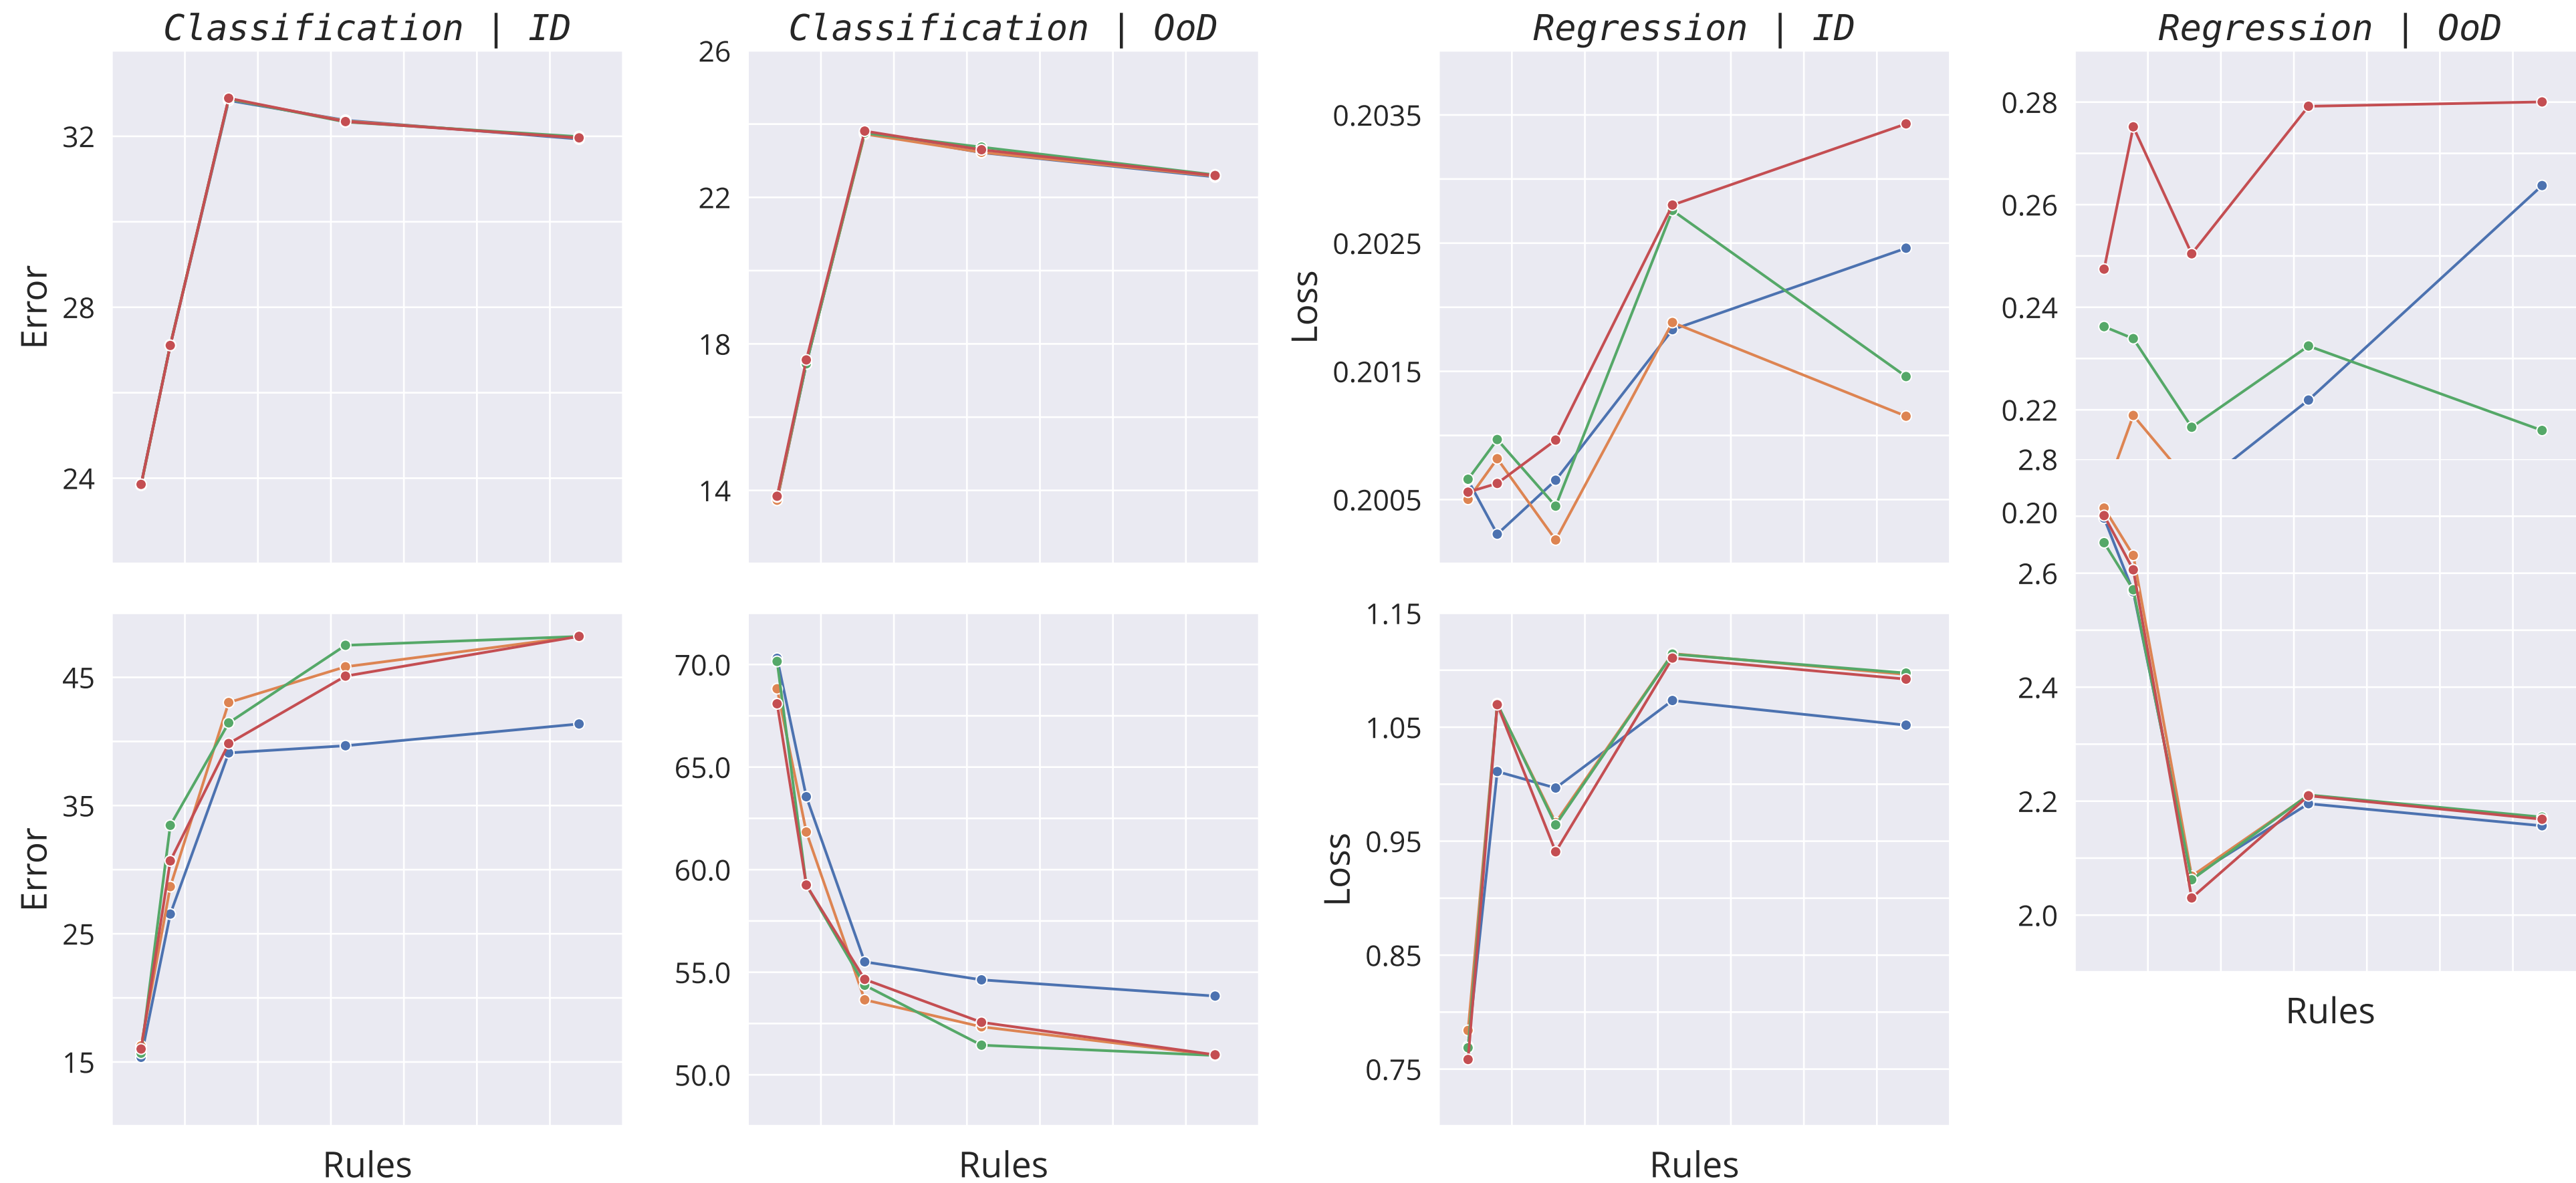 Classification | ID
Classification | OoD
Regression | ID
Regression | OoD
Error
32
28
24
26
22
18
14
Loss
0.2035
0.2025
0.2015
0.2005
0.28
0.26
0.24
0.22
2.8
0.20
2.6
2.4
2.2
2.0
Rules
Error
45
35
25
15
Rules
70.0
65.0
60.0
55.0
50.0
Rules
Loss
1.15
1.05
0.95
0.85
0.75
Rules